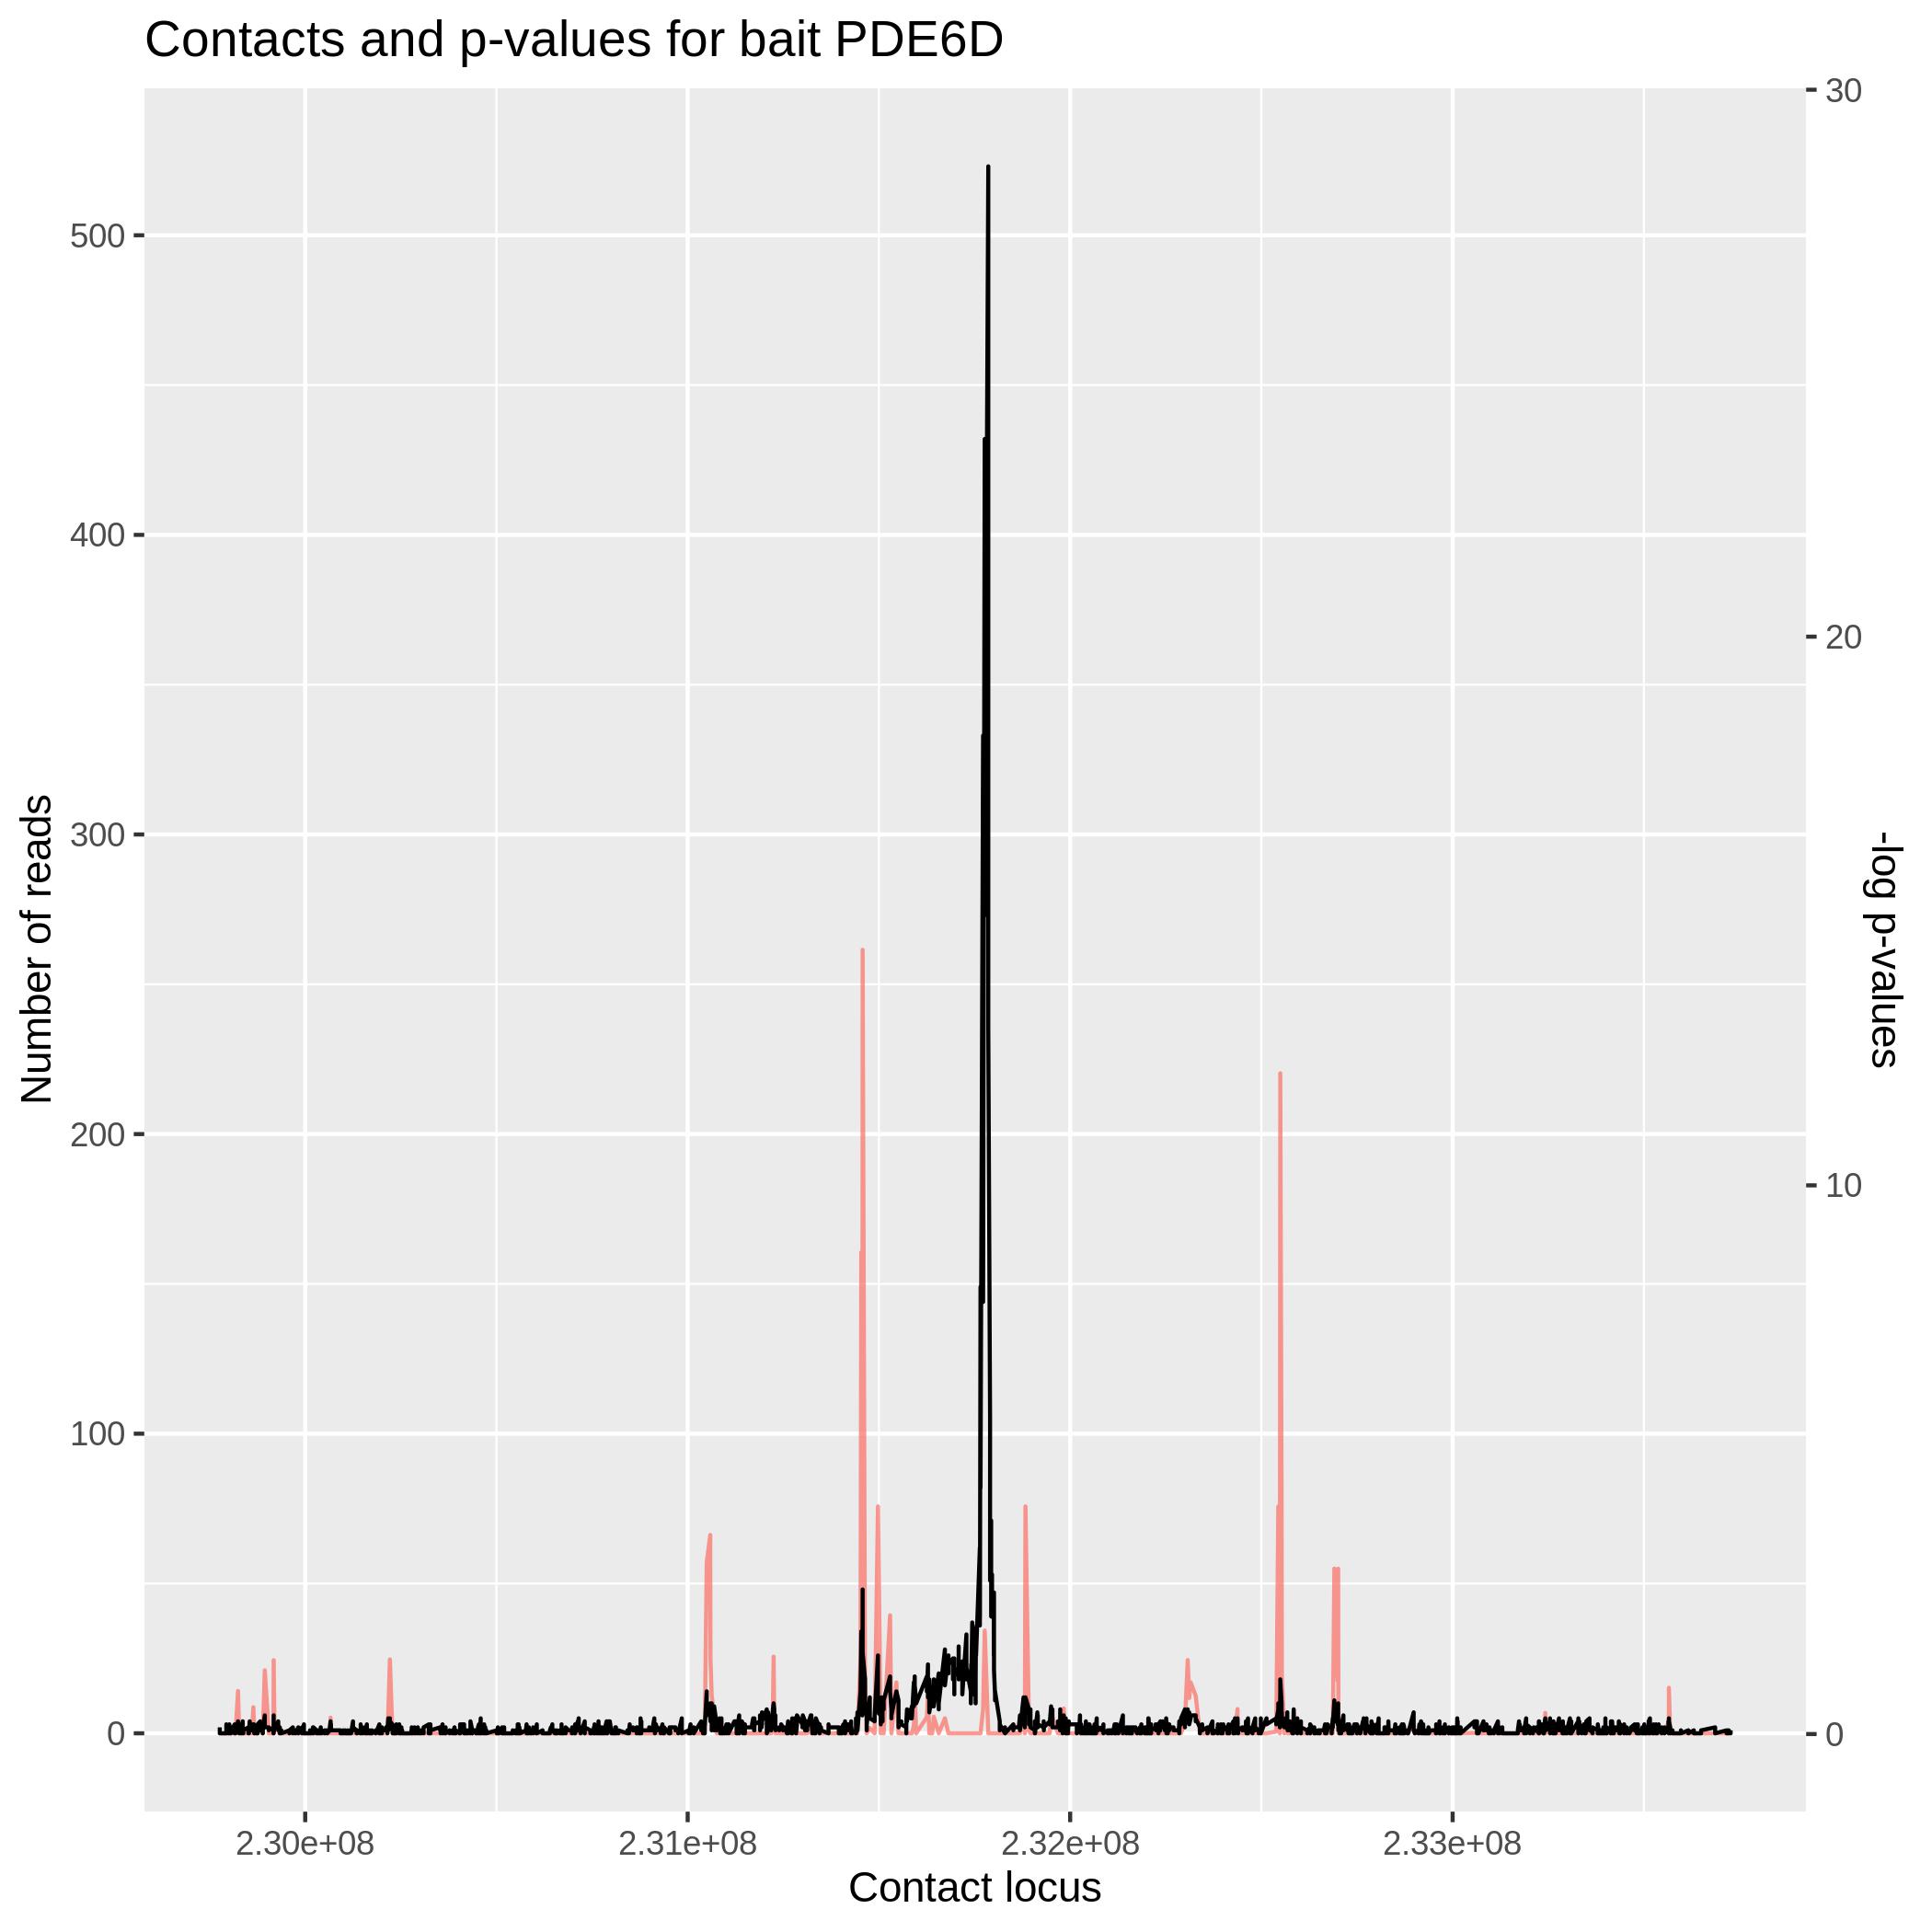 Contacts and p-values for bait PDE6D
30
500
20
400
Number of reads
300
-log p-values
200
10
100
0
0
2.30e+08
2.31e+08
2.32e+08
2.33e+08
Contact locus